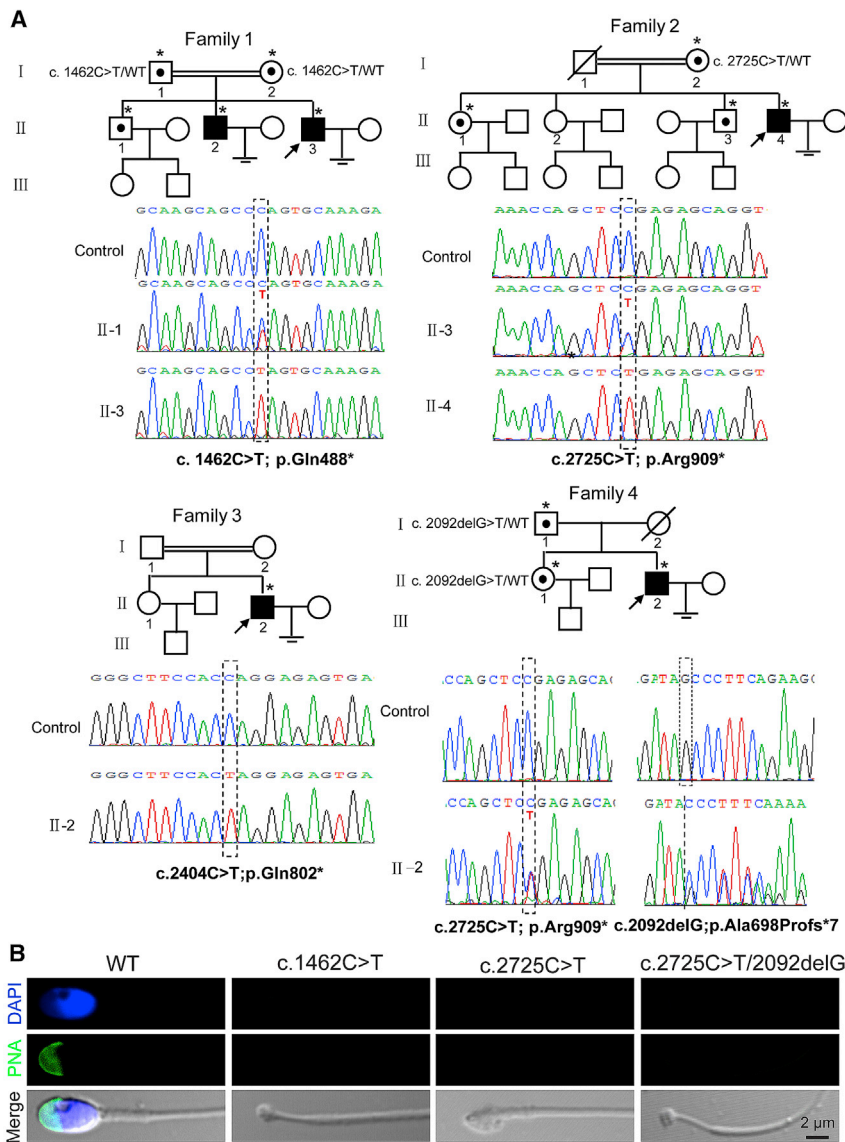 A
Family 1
I
c. 1462C>T/WT
*
1
*
2
c. 1462C>T/WT
II
*
1
*
2
*
3
III
GCAAGCAGCCCAGTGCAAAGA
Control
GCAAGCAGCCCAGTGCAAAGA
T
II-1
GCAAGCAGCCTAGTGCAAAGA
II-3
c. 1462C>T; p.Gln488*
Family 2
I
1
*
2
c. 2725C>T/WT
II
*
1
2
*
3
*
4
III
AAACCAGCTCCGAGAGCAGGT
Control
AAACCAGCTCCGAGAGCAGGT
T
II-3
*
AAACCAGCTCTGAGAGCAGGT
II-4
c.2725C>T; p.Arg909*
Family 3
I
1
2
II
1
*
2
III
GGGCTTCCACCAGGAGAGTGA
Control
GGGCTTCCACTAGGAGAGTGA
II-2
c.2404C>T;p.Gln802*
Family 4
I
c. 2092delG>T/WT
*
1
2
II
c. 2092delG>T/WT
*
1
*
2
III
CCAGCTCCGAGAGCA
GATAGCCCTTCAGAAG
Control
CCAGCTCCGAGAGCA
T
GATACCCTTTCAAAA
II-2
c.2725C>T; p.Arg909*
c.2092delG;p.Ala698Profs*7
B
WT
c.1462C>T
c.2725C>T
c.2725C>T/2092delG
DAPI
PNA
Merge
2 μm